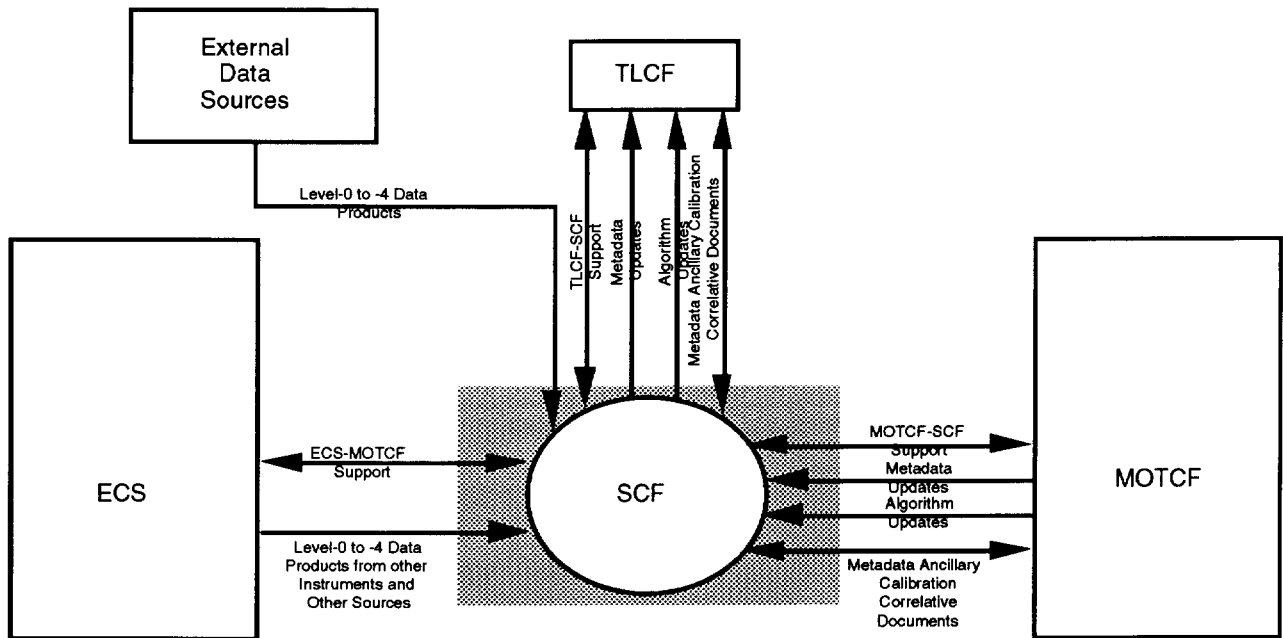 External
Data
Sources
TLCF
Level-0 to -4 Data
Products
TLCF-SCF
Support
Metadata
Updates
Algorithm
Updates
Metadata Ancillary Calibration
Correlative Documents
ECS
ECS-MOTCF
Support
Level-0 to -4 Data
Products from other
Instruments and
Other Sources
SCF
MOTCF-SCF
Support
Metadata
Updates
Algorithm
Updates
Metadata Ancillary
Calibration
Correlative
Documents
MOTCF